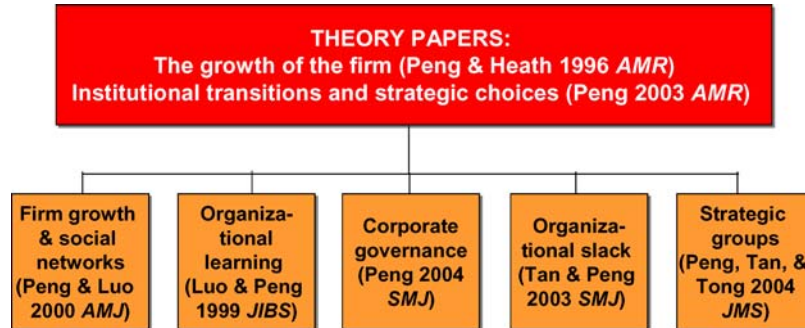 THEORY PAPERS:
The growth of the firm (Peng & Heath 1996 AMR)
Institutional transitions and strategic choices (Peng 2003 AMR)
Firm growth
& social
networks
(Peng & Luo
2000 AMJ)
Organiza-
tional
learning
(Luo & Peng
1999 JIBS)
Corporate
governance
(Peng 2004
SMJ)
Organiza-
tional slack
(Tan & Peng
2003 SMJ)
Strategic
groups
(Peng, Tan, &
Tong 2004
JMS)